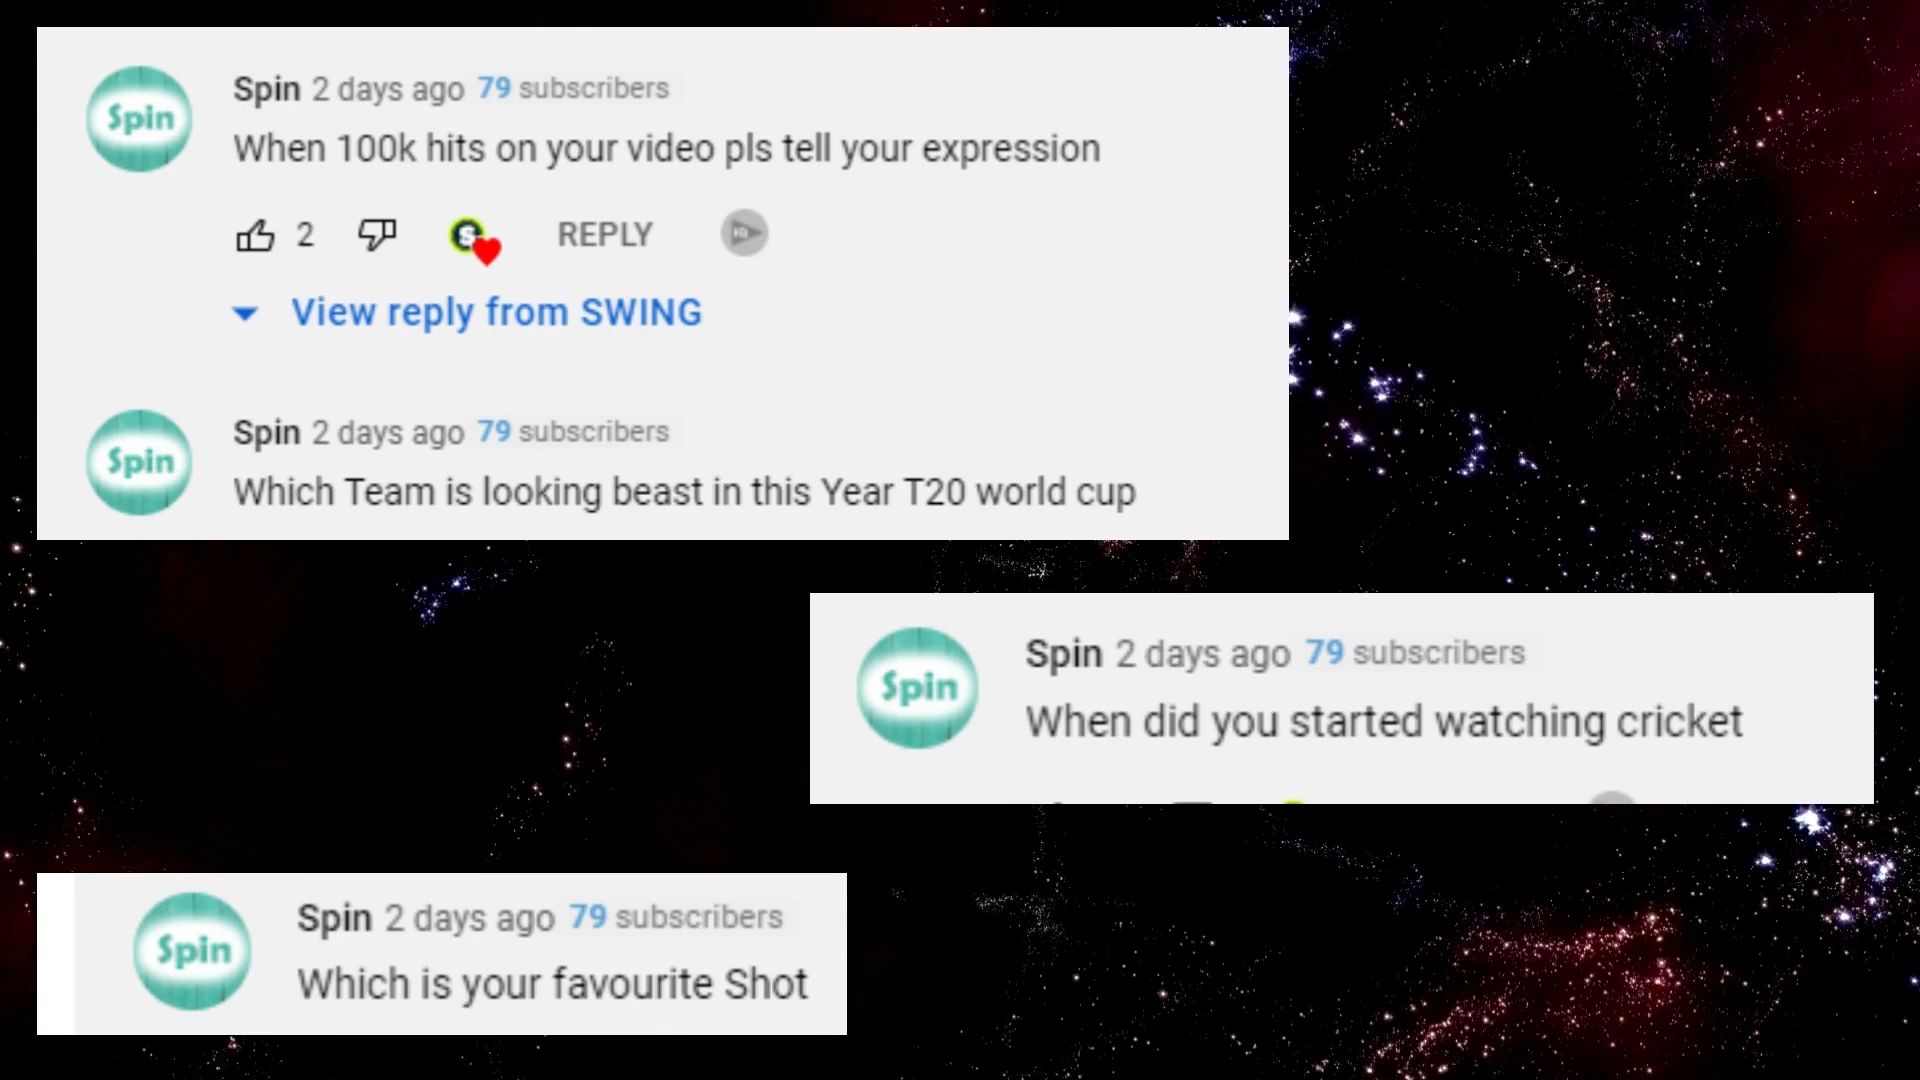 Spin
Spin 2 days ago 79 subscribers
When 100k hits on your video pls tell your expression
2 S REPLY
View reply from SWING
Spin
Spin 2 days ago 79 subscribers
Which Team is looking beast in this Year T20 world cup
Spin
Spin 2 days ago 79 subscribers
When did you started watching cricket
Spin
Spin 2 days ago 79 subscribers
Which is your favourite Shot